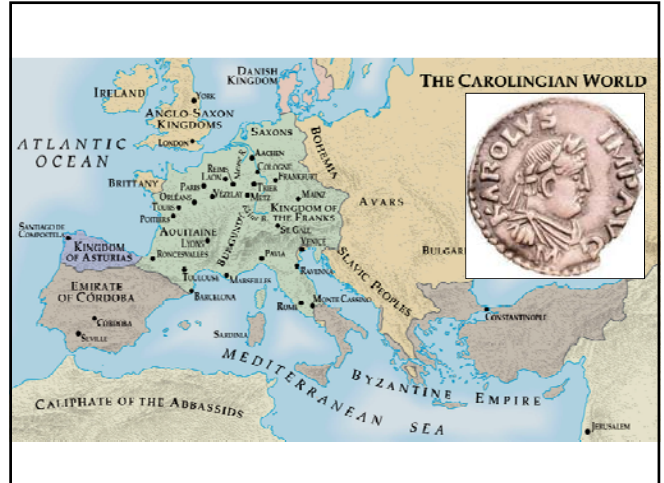 THE CAROLINGIAN WORLD
KAROLVS IMP AVG
M
DANISH
KINGDOM
IRELAND
YORK
ANGLO-SAXON
KINGDOMS
LONDON
SAXONS
BOHEMIA
ATLANTIC
OCEAN
AACHEN
COLOGNE
REIMS
LAON
FRANKFURT
BRITTANY
PARIS
TRIER
ORLÉANS
VÉZELAY
METZ
MAINZ
AVARS
TOURS
KINGDOM OF
THE FRANKS
POITIERS
BURGUNDY
ST. GALL
SANTIAGO DE
COMPOSTELA
AQUITAINE
LYONS
VENICE
BULGARS
KINGDOM
OF ASTURIAS
RONCESVALLES
PAVIA
SLAVIC PEOPLES
RAVENNA
TOULOUSE
MARSEILLES
EMIRATE
OF CÓRDOBA
BARCELONA
ROME
MONTE CASSINO
CONSTANTINOPLE
CÓRDOBA
SARDINIA
SEVILLE
MEDITERRANEAN SEA
BYZANTINE EMPIRE
CALIPHATE OF THE ABBASSIDS
JERUSALEM